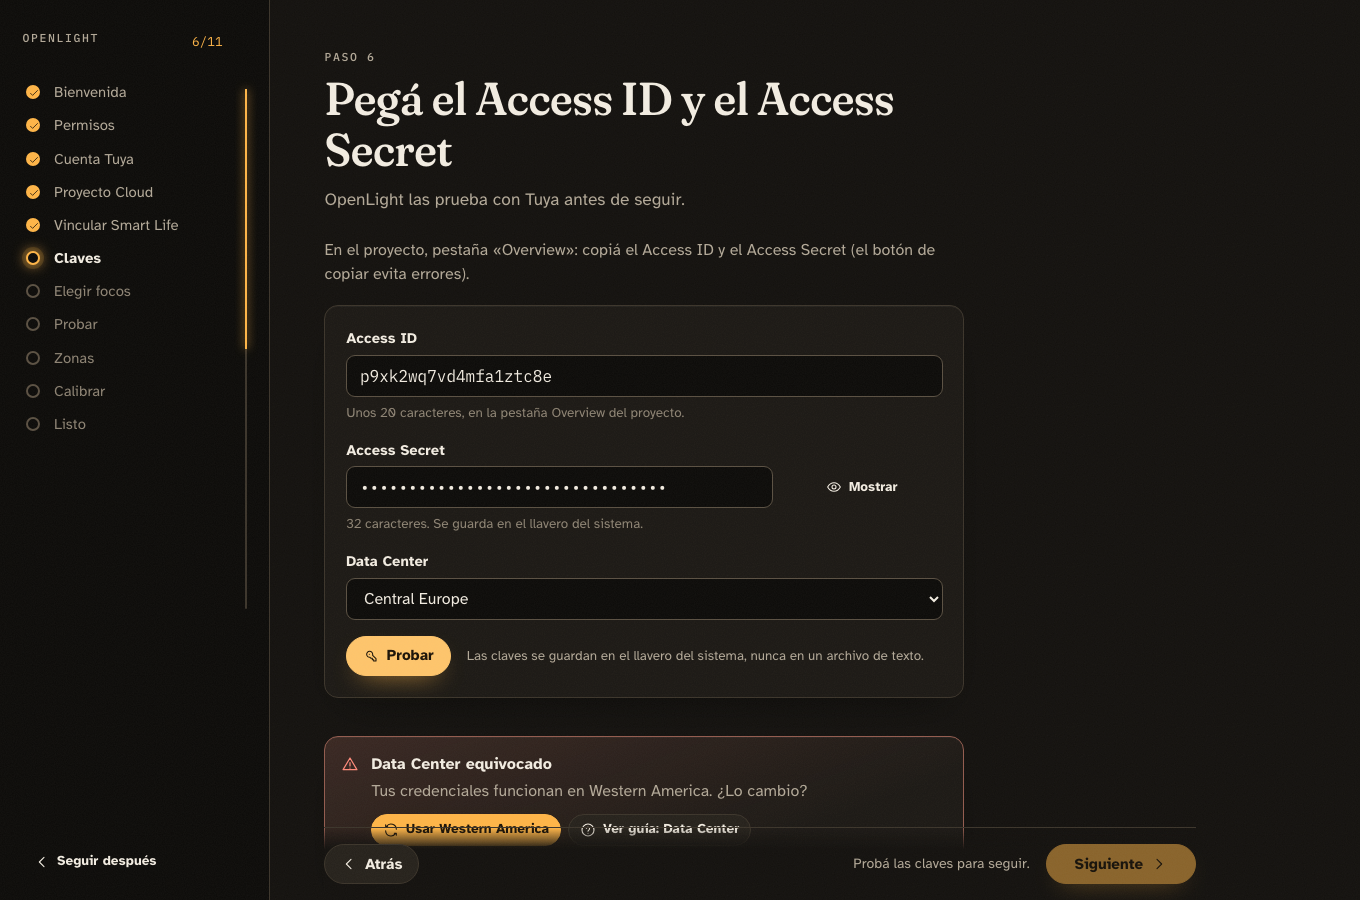 OPENLIGHT
6/11
Bienvenida
Permisos
Cuenta Tuya
Proyecto Cloud
Vincular Smart Life
Claves
Elegir focos
Probar
Zonas
Calibrar
Listo
Seguir después
PASO 6
Pegá el Access ID y el Access
Secret
OpenLight las prueba con Tuya antes de seguir.
En el proyecto, pestaña «Overview»: copiá el Access ID y el Access Secret (el botón de
copiar evita errores).
Access ID
p9xk2wq7vd4mfa1ztc8e
Unos 20 caracteres, en la pestaña Overview del proyecto.
Access Secret
••••••••••••••••••••••••••••••••
Mostrar
32 caracteres. Se guarda en el llavero del sistema.
Data Center
Central Europe
Probar
Las claves se guardan en el llavero del sistema, nunca en un archivo de texto.
Data Center equivocado
Tus credenciales funcionan en Western America. ¿Lo cambio?
Usar Western America
Ver guía: Data Center
Atrás
Probá las claves para seguir.
Siguiente